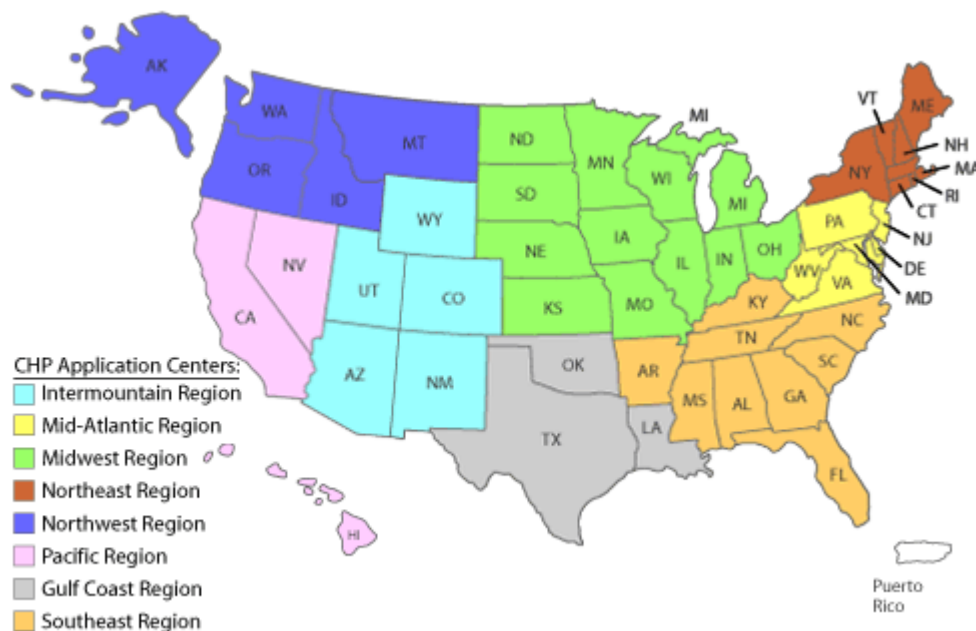 AK
WA
OR
ID
MT
WY
NV
CA
UT
CO
AZ
NM
ND
SD
NE
KS
MN
IA
MO
WI
IL
MI
MI
IN
OH
OK
TX
LA
AR
KY
TN
MS
AL
GA
FL
SC
NC
VA
WV
PA
NY
VT
ME
NH
MA
RI
CT
NJ
DE
MD
HI
CHP Application Centers:
Intermountain Region
Mid-Atlantic Region
Midwest Region
Northeast Region
Northwest Region
Pacific Region
Gulf Coast Region
Southeast Region
Puerto
Rico